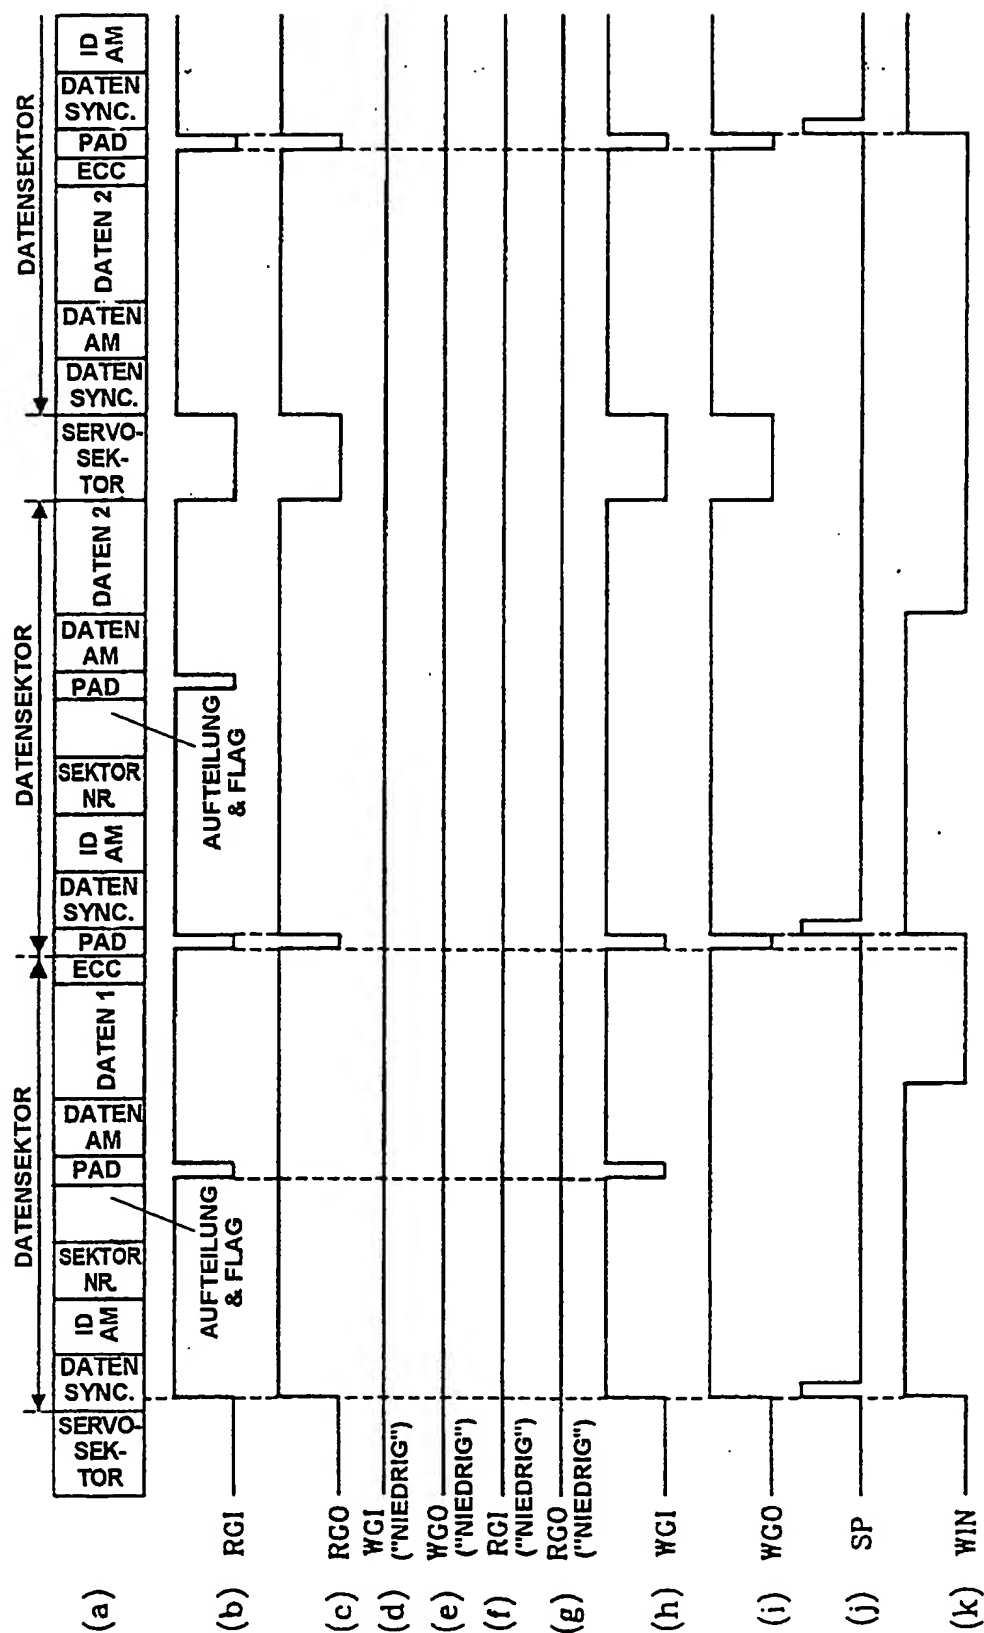 DATENSEKTOR
DATENSEKTOR
DATENSEKTOR
(a)
SERVO-
SEK-
TOR
DATEN
SYNC.
ID
AM
SEKTOR
NR.
PAD
DATEN
AM
DATEN 1
ECC
PAD
DATEN
SYNC.
ID
AM
SEKTOR
NR.
PAD
DATEN
AM
DATEN 2
SERVO-
SEK-
TOR
DATEN
SYNC.
DATEN
AM
DATEN 2
ECC
PAD
DATEN
SYNC.
ID
AM
AUFTEILUNG
& FLAG
AUFTEILUNG
& FLAG
(b) RGI
(c) RGO
(d) WGI
("NIEDRIG")
(e) WGO
("NIEDRIG")
(f) RGI
("NIEDRIG")
(g) RGO
("NIEDRIG")
(h) WGI
(i) WGO
(j) SP
(k) WIN